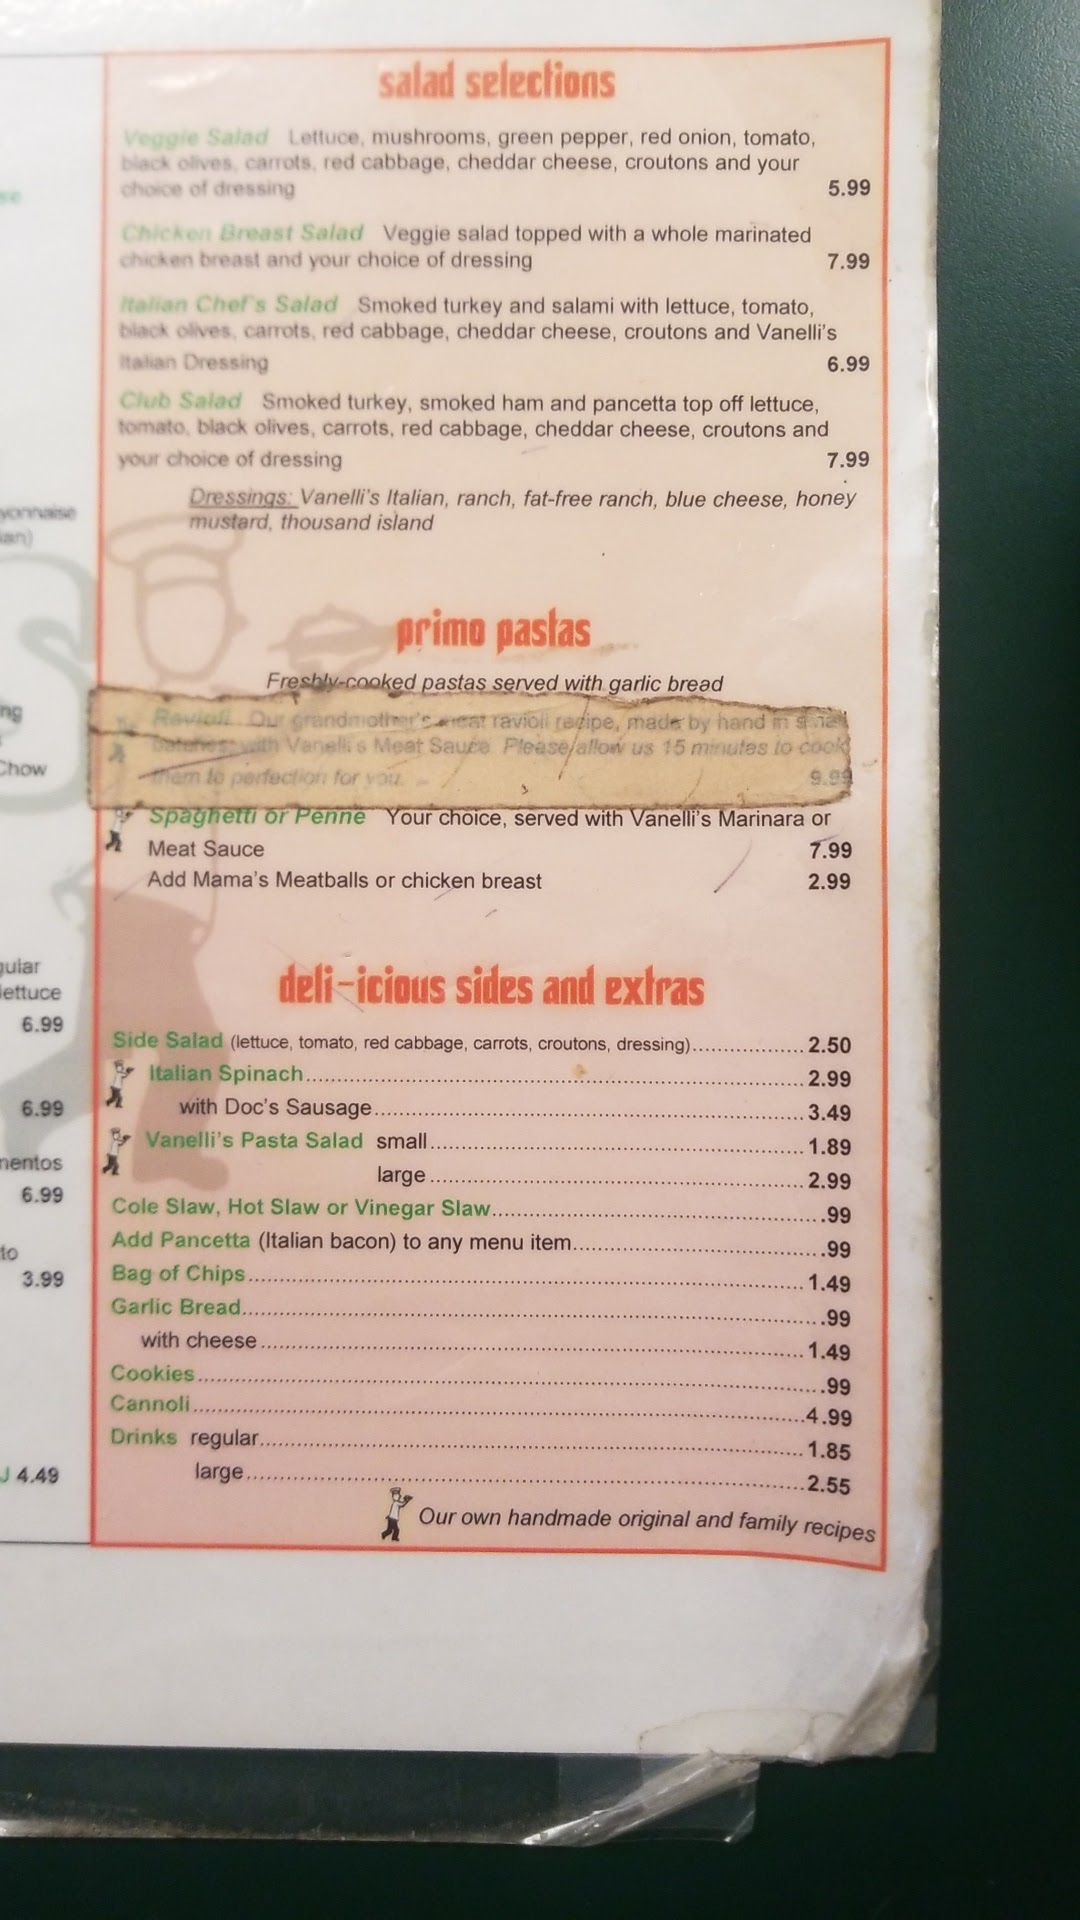 salad selections
Veggie Salad Lettuce, mushrooms, green pepper, red onion, tomato,
black olives, carrots, red cabbage, cheddar cheese, croutons and your
choice of dressing 5.99
Chicken Breast Salad Veggie salad topped with a whole marinated
chicken breast and your choice of dressing 7.99
Italian Chef's Salad Smoked turkey and salami with lettuce, tomato,
black olives, carrots, red cabbage, cheddar cheese, croutons and Vanelli's
Italian Dressing 6.99
Club Salad Smoked turkey, smoked ham and pancetta top off lettuce,
tomato, black olives, carrots, red cabbage, cheddar cheese, croutons and
your choice of dressing 7.99
Dressings: Vanelli's Italian, ranch, fat-free ranch, blue cheese, honey
mustard, thousand island
primo pastas
Freshly-cooked pastas served with garlic bread
Ravioli Our grandmother's meat ravioli recipe, made by hand in small
batches, with Vanelli's Meat Sauce. Please allow us 15 minutes to cook
them to perfection for you. 9.99
Spaghetti or Penne Your choice, served with Vanelli's Marinara or
Meat Sauce 7.99
Add Mama's Meatballs or chicken breast 2.99
deli-icious sides and extras
Side Salad (lettuce, tomato, red cabbage, carrots, croutons, dressing) 2.50
Italian Spinach 2.99
with Doc's Sausage 3.49
Vanelli's Pasta Salad small 1.89
large 2.99
Cole Slaw, Hot Slaw or Vinegar Slaw .99
Add Pancetta (Italian bacon) to any menu item .99
Bag of Chips 1.49
Garlic Bread .99
with cheese 1.49
Cookies .99
Cannoli 4.99
Drinks regular 1.85
large 2.55
Our own handmade original and family recipes
Chow
lettuce
6.99
6.99
6.99
3.99
J 4.49